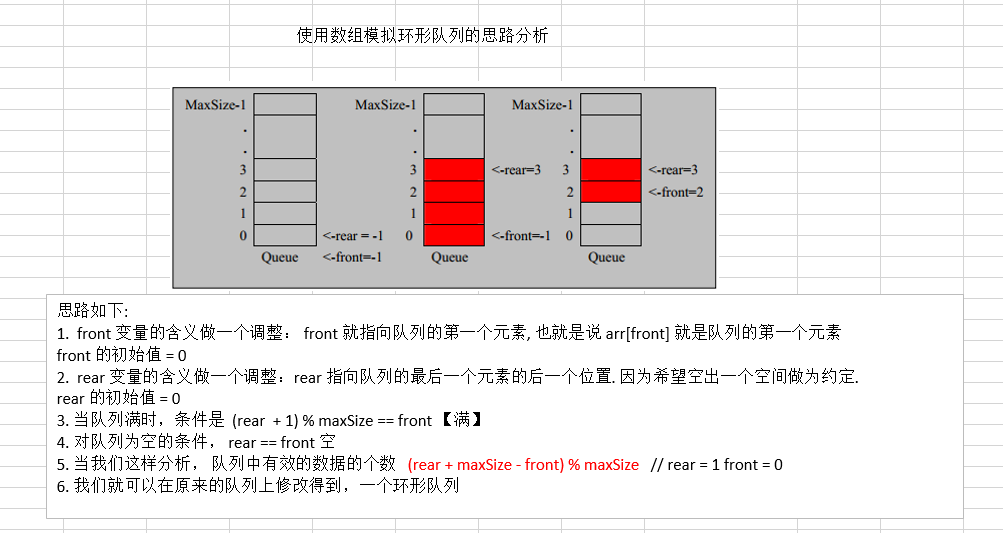 使用数组模拟环形队列的思路分析
MaxSize-1 MaxSize-1 MaxSize-1
. . .
. . .
3 3 <-rear=3 3 <-rear=3
2 2 2 <-front=2
1 1 1
0 <-rear = -1 0 <-front=-1 0
Queue <-front=-1 Queue Queue
思路如下:
1. front 变量的含义做一个调整： front 就指向队列的第一个元素, 也就是说 arr[front] 就是队列的第一个元素
front 的初始值 = 0
2. rear 变量的含义做一个调整：rear 指向队列的最后一个元素的后一个位置. 因为希望空出一个空间做为约定.
rear 的初始值 = 0
3. 当队列满时，条件是 (rear + 1) % maxSize == front 【满】
4. 对队列为空的条件， rear == front 空
5. 当我们这样分析， 队列中有效的数据的个数 (rear + maxSize - front) % maxSize // rear = 1 front = 0
6. 我们就可以在原来的队列上修改得到，一个环形队列